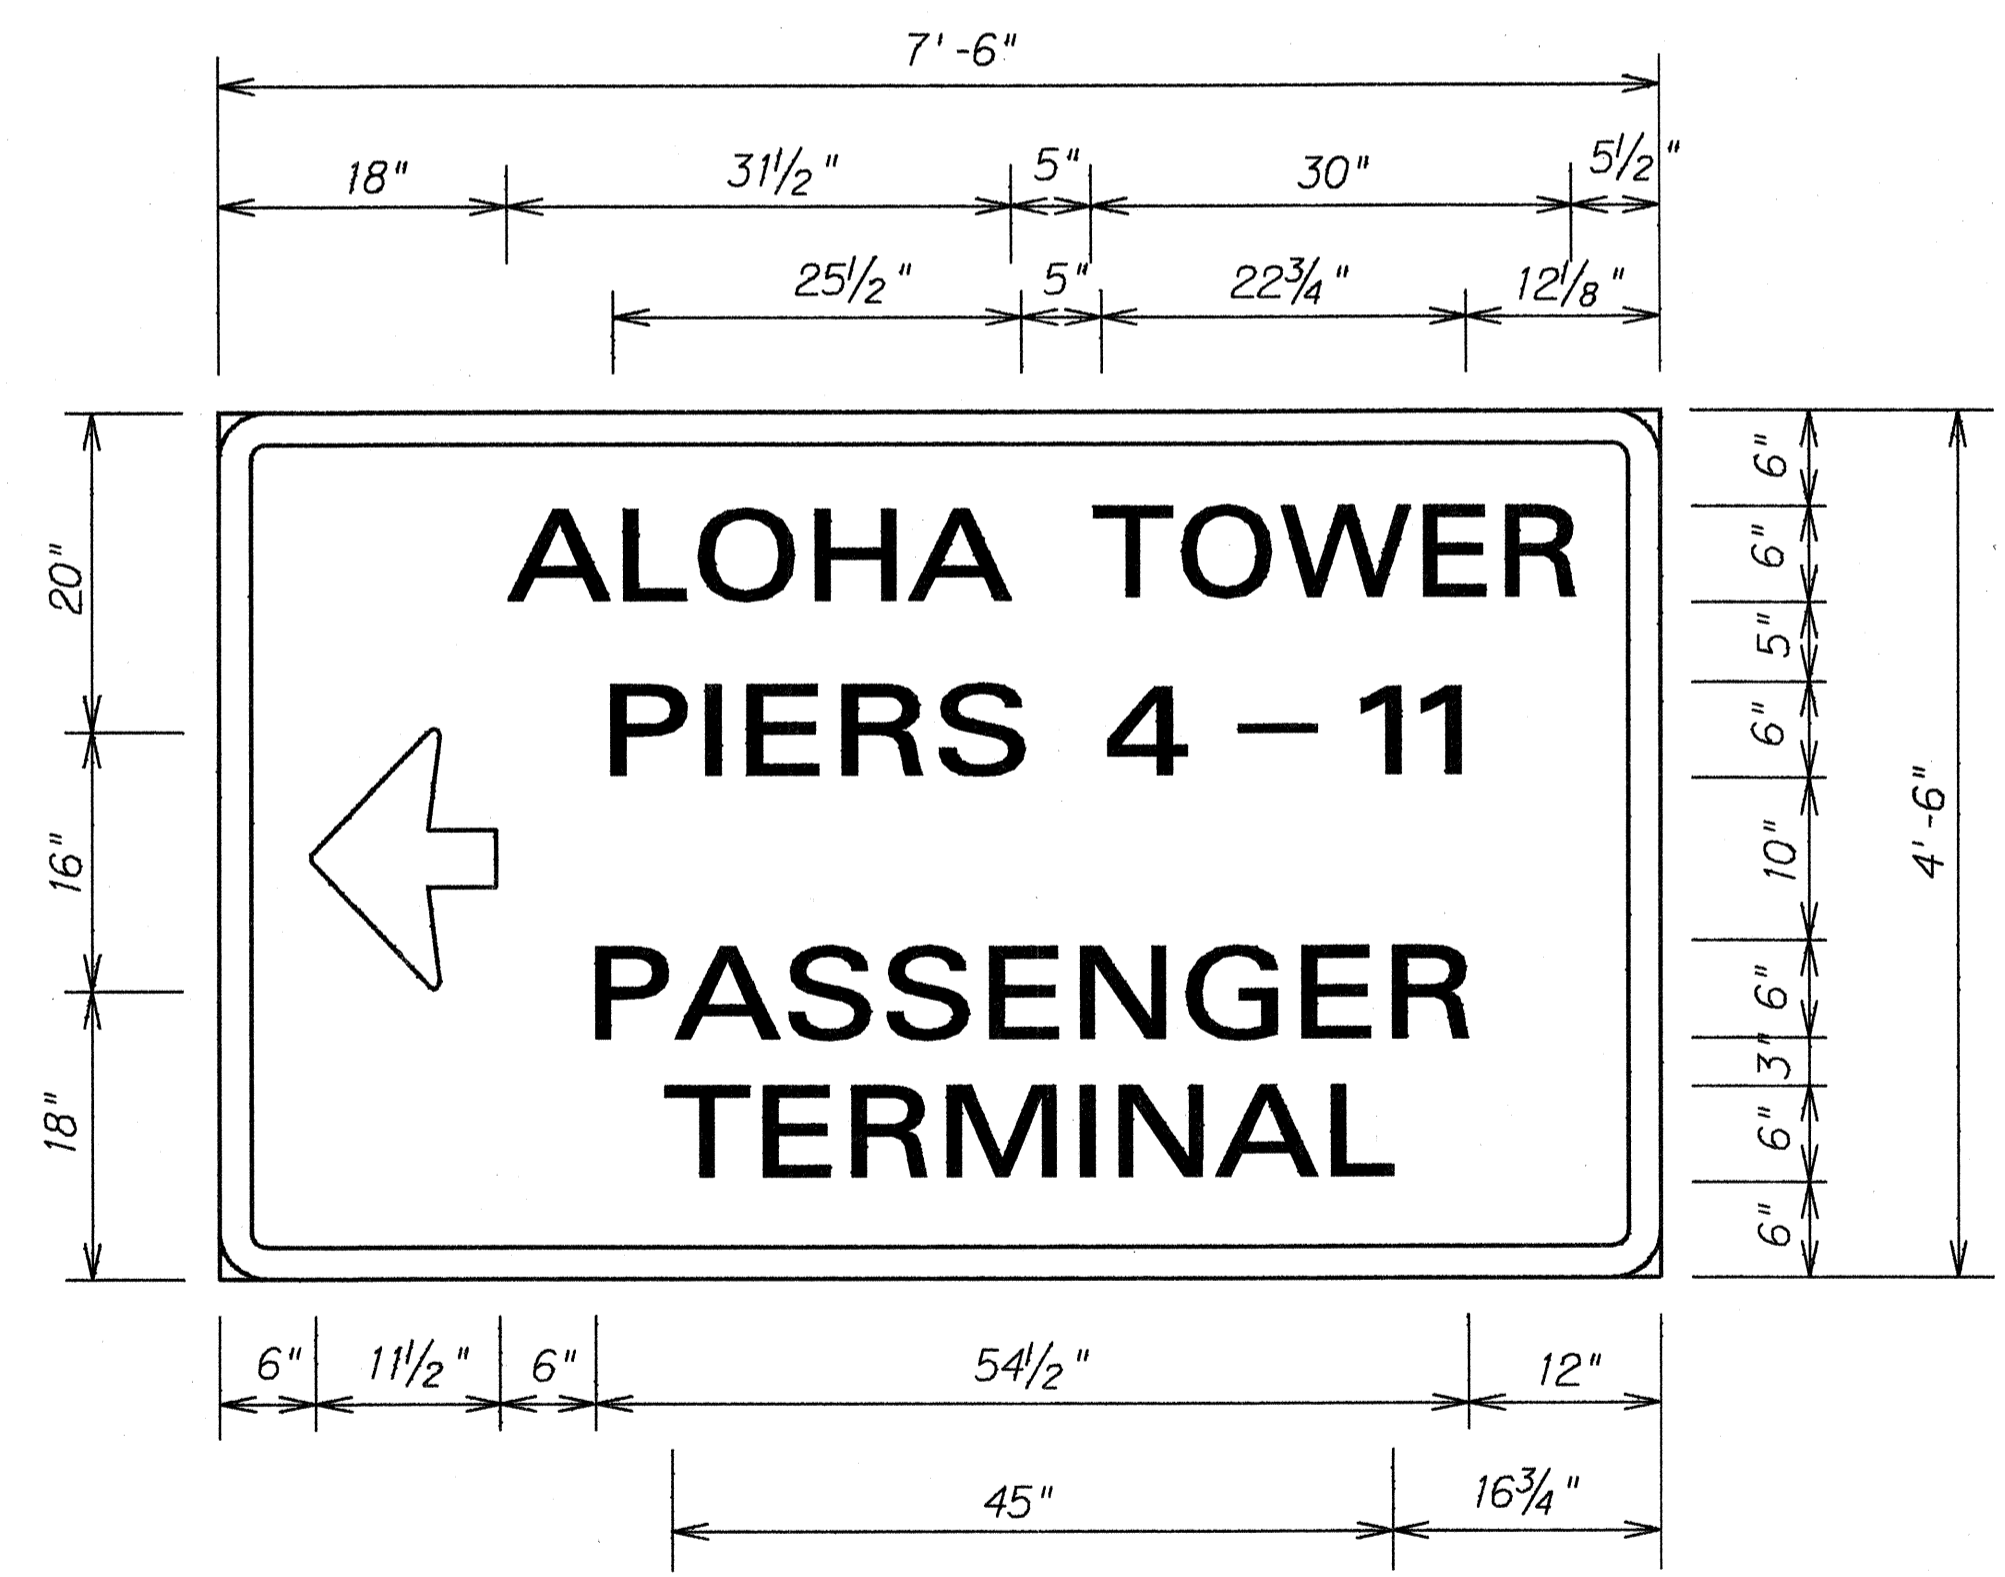 7'-6"
18" 31½" 5" 30" 5½"
25½" 5" 22¾" 12⅛"
ALOHA TOWER
PIERS 4 – 11
PASSENGER
TERMINAL
20"
16"
18"
6"
6"
5"
6"
10"
6"
3"
6"
6"
4'-6"
6" 11½" 6" 54½" 12"
45" 16¾"